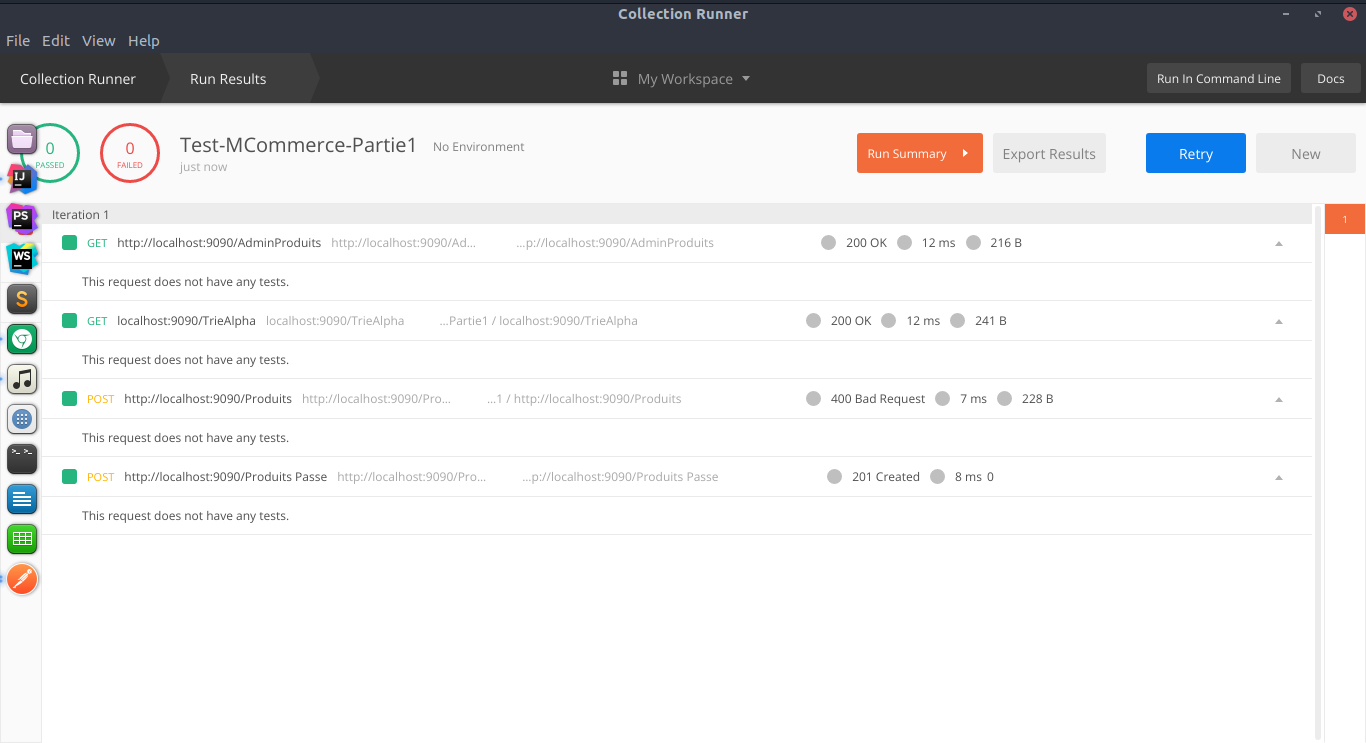 Collection Runner
File Edit View Help
Collection Runner Run Results My Workspace Run In Command Line Docs
0 PASSED
0 FAILED
Test-MCommerce-Partie1 No Environment
just now
Run Summary Export Results Retry New
IJ
PS
WS
S
>_ >_
Iteration 1
1
GET http://localhost:9090/AdminProduits http://localhost:9090/Ad... ...p://localhost:9090/AdminProduits 200 OK 12 ms 216 B
This request does not have any tests.
GET localhost:9090/TrieAlpha localhost:9090/TrieAlpha ...Partie1 / localhost:9090/TrieAlpha 200 OK 12 ms 241 B
This request does not have any tests.
POST http://localhost:9090/Produits http://localhost:9090/Pro... ...1 / http://localhost:9090/Produits 400 Bad Request 7 ms 228 B
This request does not have any tests.
POST http://localhost:9090/Produits Passe http://localhost:9090/Pro... ...p://localhost:9090/Produits Passe 201 Created 8 ms 0
This request does not have any tests.